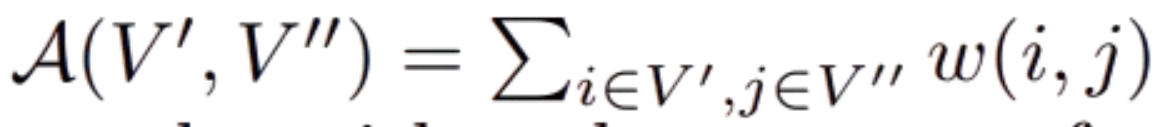 𝒜(V′, V″) = ∑_{i∈V′,j∈V″} w(i, j)